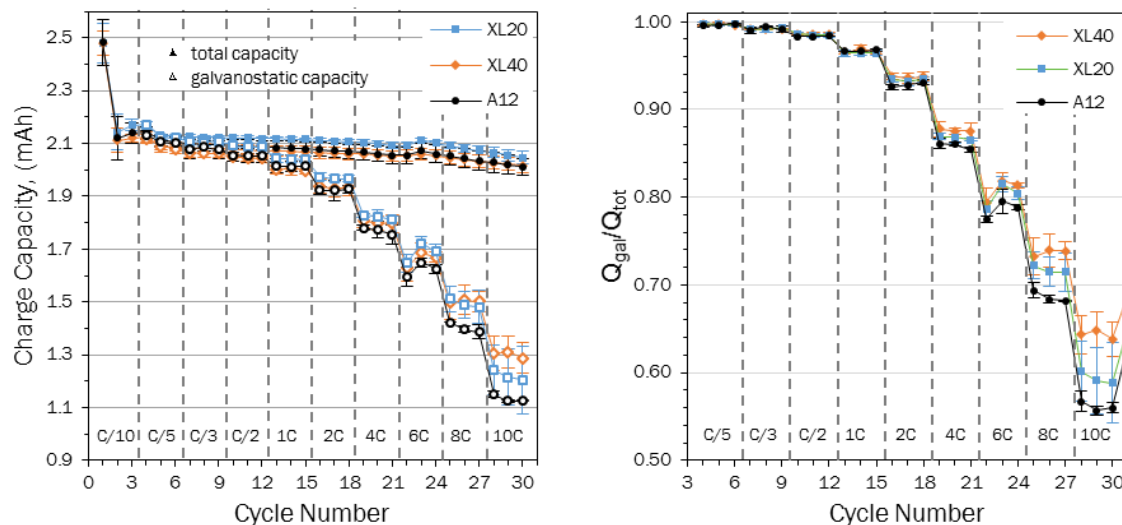 Charge Capacity, (mAh)
2.5
2.3
2.1
1.9
1.7
1.5
1.3
1.1
0.9
total capacity
galvanostatic capacity
XL20
XL40
A12
C/10 C/5 C/3 C/2 1C 2C 4C 6C 8C 10C
0 3 6 9 12 15 18 21 24 27 30
Cycle Number
Qgal/Qtot
1.00
0.90
0.80
0.70
0.60
0.50
XL40
XL20
A12
C/5 C/3 C/2 1C 2C 4C 6C 8C 10C
3 6 9 12 15 18 21 24 27 30
Cycle Number